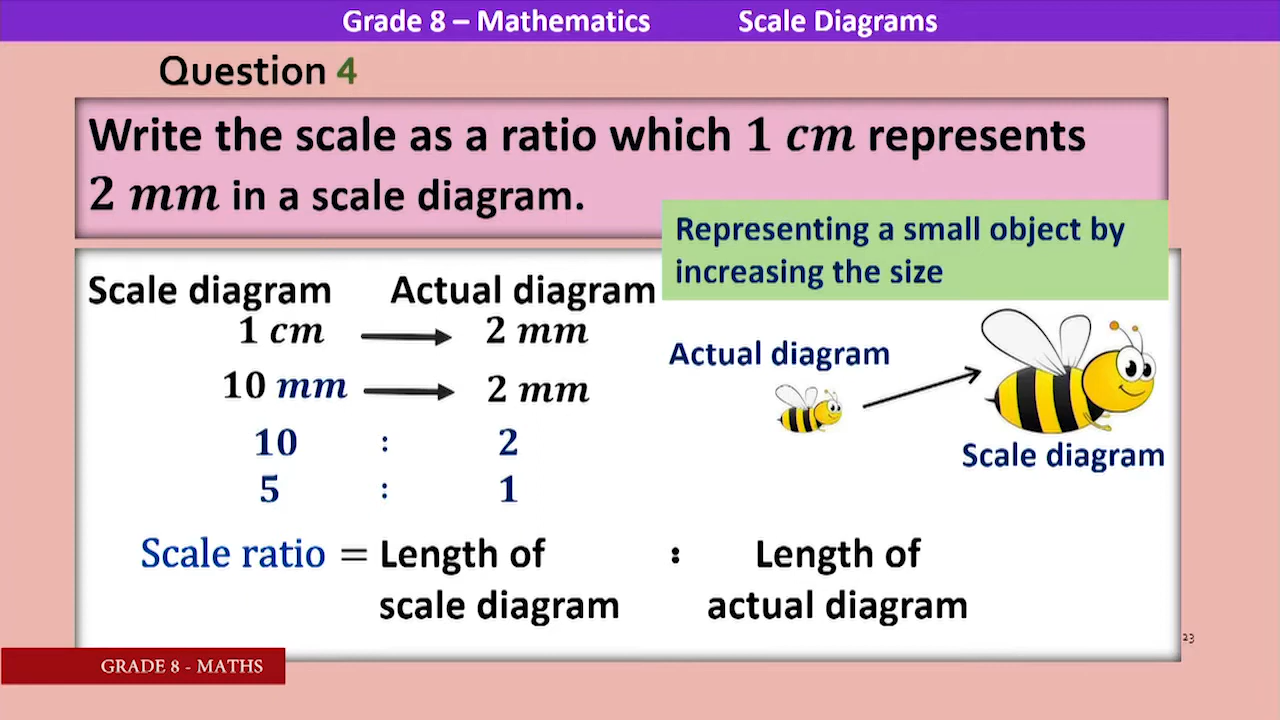 Grade 8 – Mathematics Scale Diagrams
Question 4
Write the scale as a ratio which 1 cm represents
2 mm in a scale diagram.
Representing a small object by
increasing the size
Scale diagram Actual diagram
1 cm 2 mm
10 mm 2 mm
10 : 2
5 : 1
Actual diagram
Scale diagram
Scale ratio = Length of : Length of
scale diagram actual diagram
23
GRADE 8 - MATHS